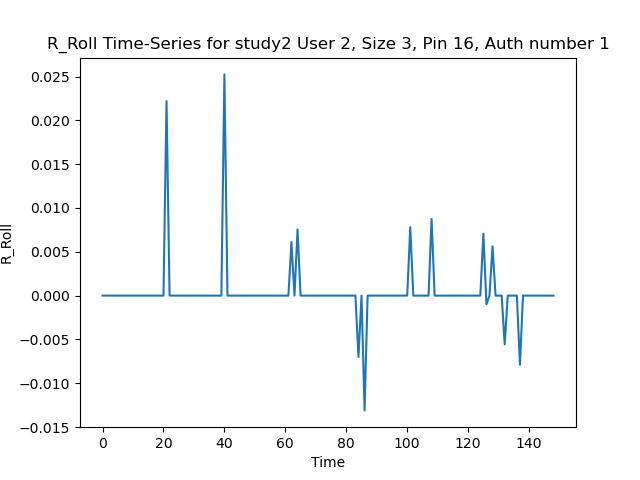 R_Roll Time-Series for study2 User 2, Size 3, Pin 16, Auth number 1
0.025
0.020
0.015
0.010
0.005
0.000
−0.005
−0.010
−0.015
R_Roll
0 20 40 60 80 100 120 140
Time